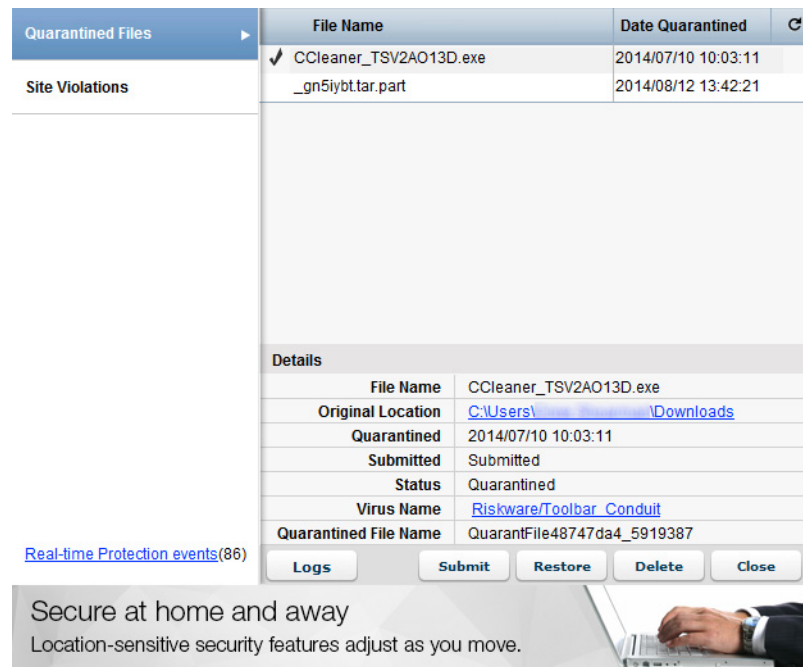 Quarantined Files
Site Violations
Real-time Protection events(86)
File Name Date Quarantined
CCleaner_TSV2AO13D.exe 2014/07/10 10:03:11
_gn5iybt.tar.part 2014/08/12 13:42:21
Details
File Name CCleaner_TSV2AO13D.exe
Original Location C:\Users\ \Downloads
Quarantined 2014/07/10 10:03:11
Submitted Submitted
Status Quarantined
Virus Name Riskware/Toolbar_Conduit
Quarantined File Name QuarantFile48747da4_5919387
Logs Submit Restore Delete Close
Secure at home and away
Location-sensitive security features adjust as you move.